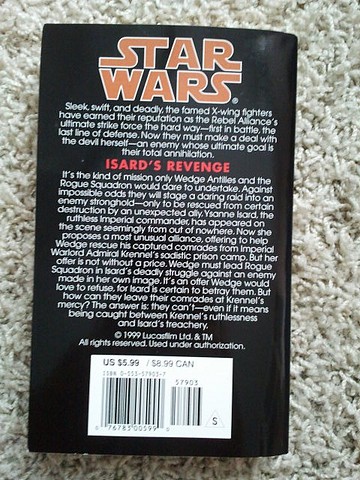 STAR
WARS®
Sleek, swift, and deadly, the famed X-wing fighters
have earned their reputation as the Rebel Alliance's
ultimate strike force the hard way—first in battle, the
last line of defense. Now they must make a deal with
the devil herself—an enemy whose ultimate goal is
their total annihilation.
ISARD'S REVENGE
It's the kind of mission only Wedge Antilles and the
Rogue Squadron would dare to undertake. Against
impossible odds they will stage a daring raid into an
enemy stronghold—only to be rescued from certain
destruction by an unexpected ally. Ysanne Isard, the
ruthless Imperial commander, has appeared on
the scene seemingly from out of nowhere. Now she
proposes a most unusual alliance, offering to help
Wedge rescue his captured comrades from Imperial
Warlord Admiral Krennel's sadistic prison camp. But her
offer is not without a price. Wedge must lead Rogue
Squadron in Isard's deadly struggle against an enemy
made in her own image. It's an offer Wedge would
love to refuse, for Isard is certain to betray them. But
how can they leave their comrades at Krennel's
mercy? The answer is: they can't—even if it means
being caught between Krennel's ruthlessness
and Isard's treachery.
© 1999 Lucasfilm Ltd. & TM
All rights reserved. Used under authorization.
US $5.99 / $8.99 CAN
ISBN 0-553-57903-7
57903
0 76783 00599 0
S